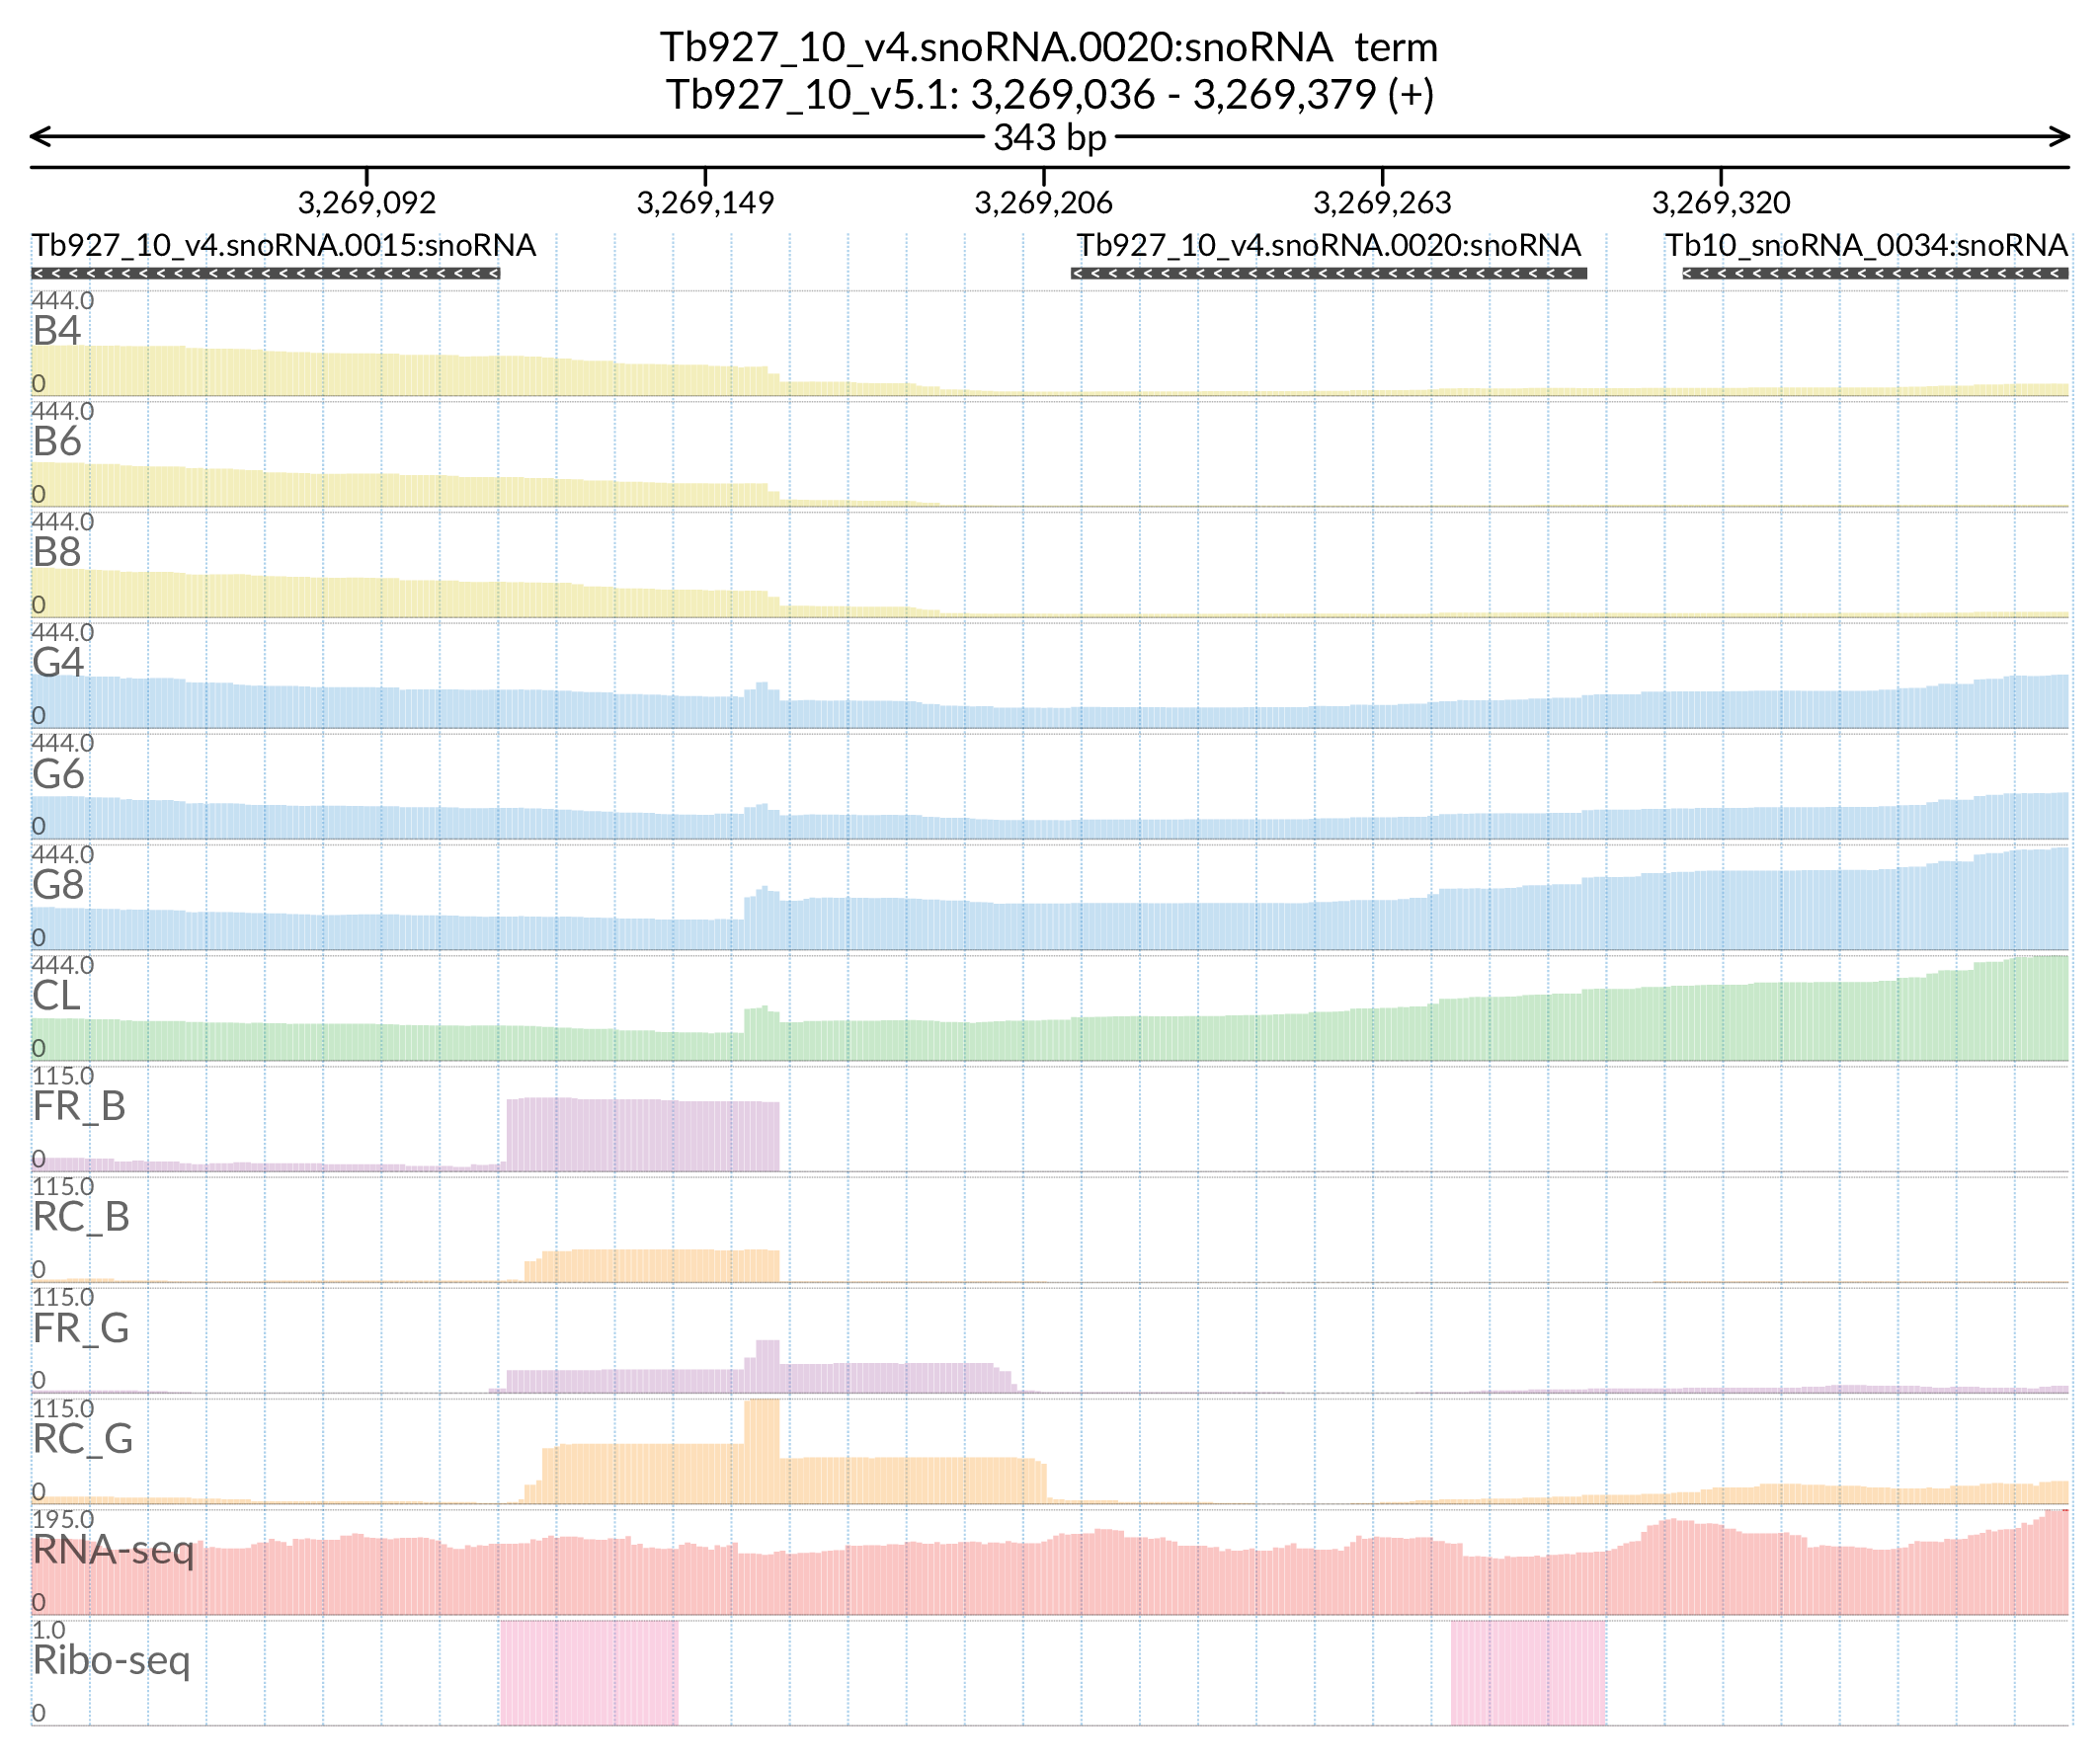 Tb927_10_v4.snoRNA.0020:snoRNA term
Tb927_10_v5.1: 3,269,036 - 3,269,379 (+)
343 bp
3,269,092 3,269,149 3,269,206 3,269,263 3,269,320
Tb927_10_v4.snoRNA.0015:snoRNA Tb927_10_v4.snoRNA.0020:snoRNA Tb10_snoRNA_0034:snoRNA
444.0
B4
0
444.0
B6
0
444.0
B8
0
444.0
G4
0
444.0
G6
0
444.0
G8
0
444.0
CL
0
115.0
FR_B
0
115.0
RC_B
0
115.0
FR_G
0
115.0
RC_G
0
195.0
RNA-seq
0
1.0
Ribo-seq
0